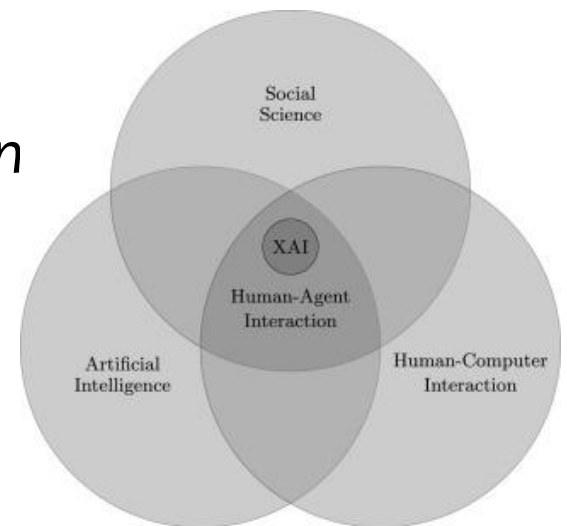 Social
Science
n
XAI
Human-Agent
Interaction
Artificial
Intelligence
Human-Computer
Interaction